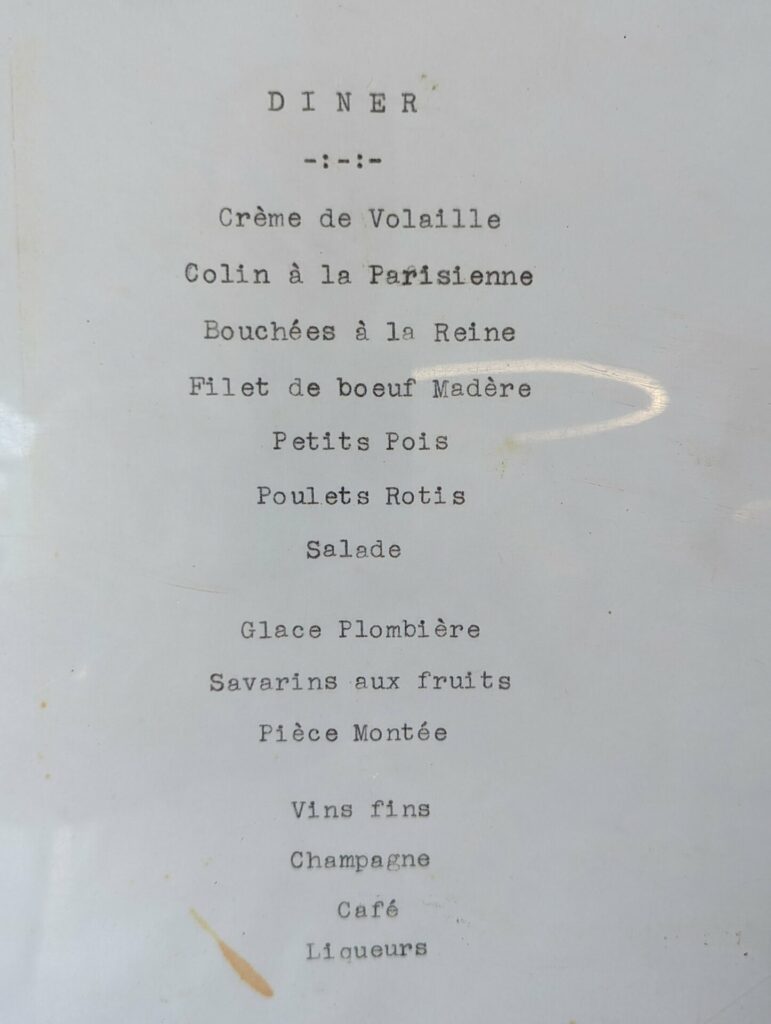 D I N E R
-:-:-
Crème de Volaille
Colin à la Parisienne
Bouchées à la Reine
Filet de boeuf Madère
Petits Pois
Poulets Rotis
Salade
Glace Plombière
Savarins aux fruits
Pièce Montée
Vins fins
Champagne
Café
Liqueurs